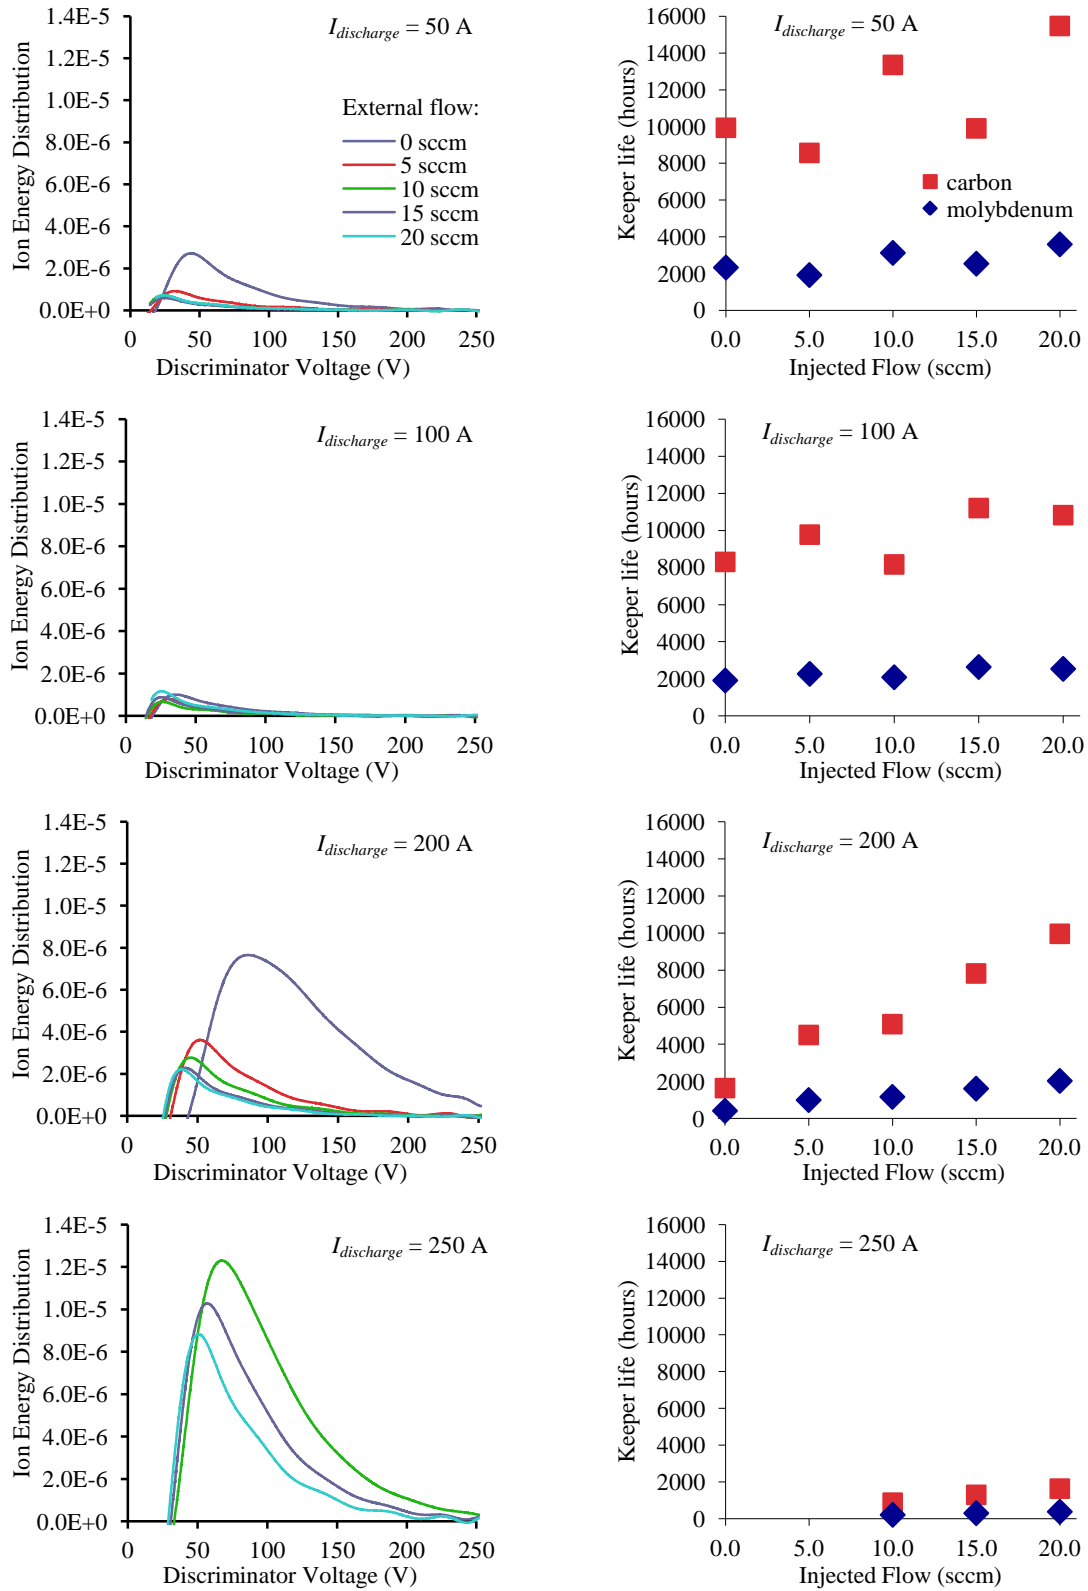 I_discharge = 50 A
Ion Energy Distribution
1.4E-5
1.2E-5
1.0E-5
8.0E-6
6.0E-6
4.0E-6
2.0E-6
0.0E+0
External flow:
0 sccm
5 sccm
10 sccm
15 sccm
20 sccm
0 50 100 150 200 250
Discriminator Voltage (V)
I_discharge = 50 A
Keeper life (hours)
16000
14000
12000
10000
8000
6000
4000
2000
0
carbon
molybdenum
0.0 5.0 10.0 15.0 20.0
Injected Flow (sccm)
I_discharge = 100 A
Ion Energy Distribution
1.4E-5
1.2E-5
1.0E-5
8.0E-6
6.0E-6
4.0E-6
2.0E-6
0.0E+0
0 50 100 150 200 250
Discriminator Voltage (V)
I_discharge = 100 A
Keeper life (hours)
16000
14000
12000
10000
8000
6000
4000
2000
0
0.0 5.0 10.0 15.0 20.0
Injected Flow (sccm)
I_discharge = 200 A
Ion Energy Distribution
1.4E-5
1.2E-5
1.0E-5
8.0E-6
6.0E-6
4.0E-6
2.0E-6
0.0E+0
0 50 100 150 200 250
Discriminator Voltage (V)
I_discharge = 200 A
Keeper life (hours)
16000
14000
12000
10000
8000
6000
4000
2000
0
0.0 5.0 10.0 15.0 20.0
Injected Flow (sccm)
I_discharge = 250 A
Ion Energy Distribution
1.4E-5
1.2E-5
1.0E-5
8.0E-6
6.0E-6
4.0E-6
2.0E-6
0.0E+0
0 50 100 150 200 250
Discriminator Voltage (V)
I_discharge = 250 A
Keeper life (hours)
16000
14000
12000
10000
8000
6000
4000
2000
0
0.0 5.0 10.0 15.0 20.0
Injected Flow (sccm)